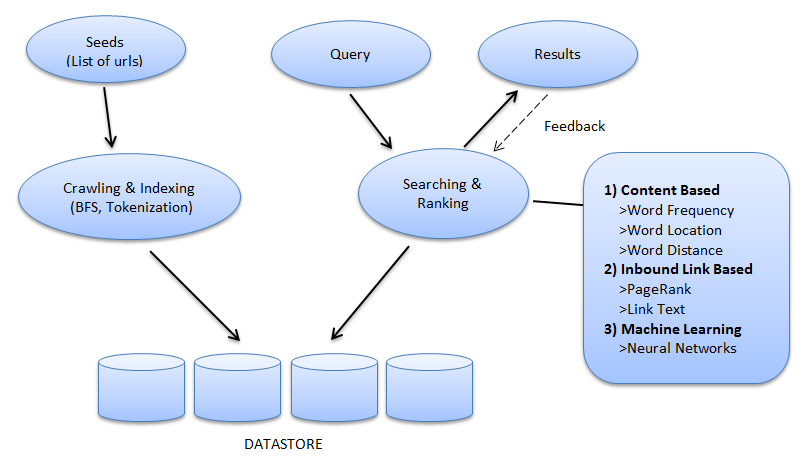 Seeds
(List of urls)
Query
Results
Feedback
Crawling & Indexing
(BFS, Tokenization)
Searching &
Ranking
1) Content Based
>Word Frequency
>Word Location
>Word Distance
2) Inbound Link Based
>PageRank
>Link Text
3) Machine Learning
>Neural Networks
DATASTORE